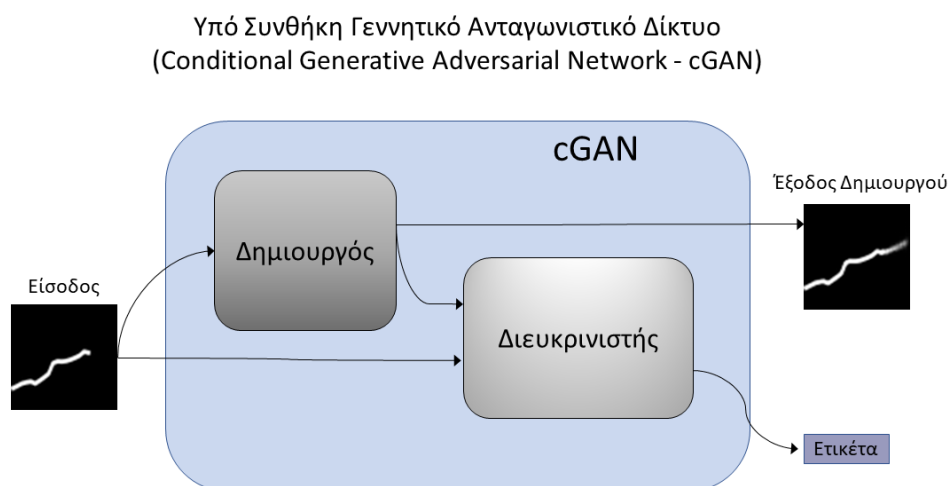 Υπό Συνθήκη Γεννητικό Ανταγωνιστικό Δίκτυο
(Conditional Generative Adversarial Network - cGAN)
cGAN
Έξοδος Δημιουργού
Δημιουργός
Είσοδος
Διευκρινιστής
Ετικέτα